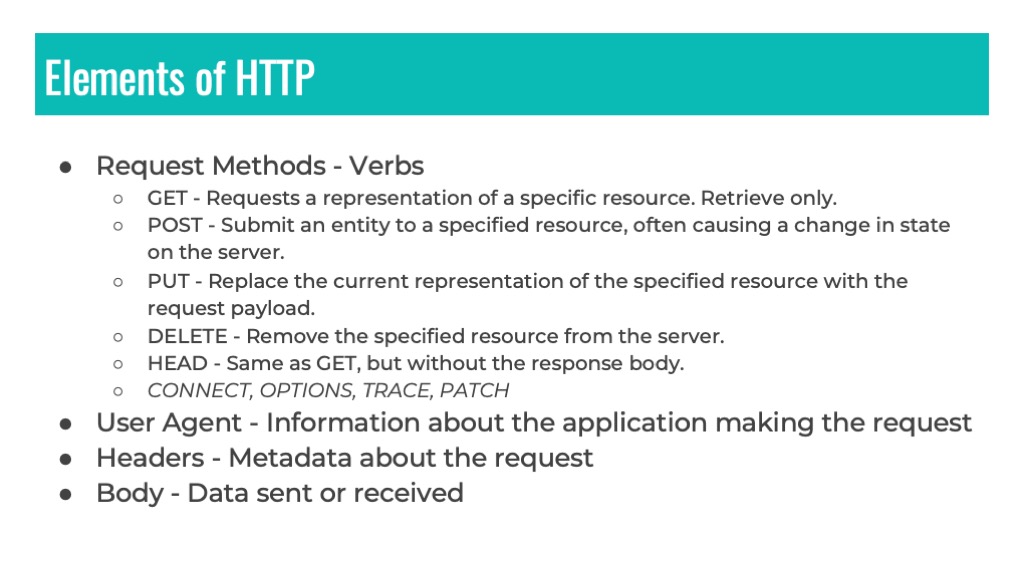 Elements of HTTP
● Request Methods - Verbs
○ GET - Requests a representation of a specific resource. Retrieve only.
○ POST - Submit an entity to a specified resource, often causing a change in state
on the server.
○ PUT - Replace the current representation of the specified resource with the
request payload.
○ DELETE - Remove the specified resource from the server.
○ HEAD - Same as GET, but without the response body.
○ CONNECT, OPTIONS, TRACE, PATCH
● User Agent - Information about the application making the request
● Headers - Metadata about the request
● Body - Data sent or received